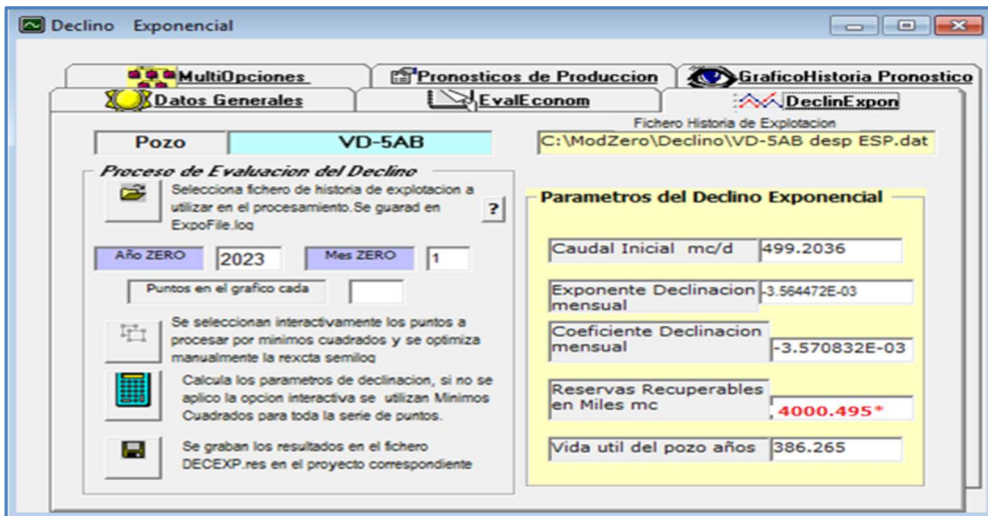 Declino Exponencial
MultiOpciones
Pronosticos de Produccion
GraficoHistoria Pronostico
Datos Generales
EvalEconom
DeclinExpon
Fichero Historia de Explotacion
Pozo
VD-5AB
C:\ModZero\Declino\VD-5AB desp ESP.dat
Proceso de Evaluacion del Declino
Selecciona fichero de historia de explotacion a
utilizar en el procesamiento.Se guarad en
ExpoFile.log
?
Año ZERO
2023
Mes ZERO
1
Puntos en el grafico cada
Se seleccionan interactivamente los puntos a
procesar por minimos cuadrados y se optimiza
manualmente la rexcta semilog
Calcula los parametros de declinacion, si no se
aplico la opcion interactiva se utilizan Minimos
Cuadrados para toda la serie de puntos.
Se graban los resultados en el fichero
DECEXP.res en el proyecto correspondiente
Parametros del Declino Exponencial
Caudal Inicial mc/d
499.2036
Exponente Declinacion
mensual
-3.564472E-03
Coeficiente Declinacion
mensual
-3.570832E-03
Reservas Recuperables
en Miles mc
4000.495*
Vida util del pozo años
386.265